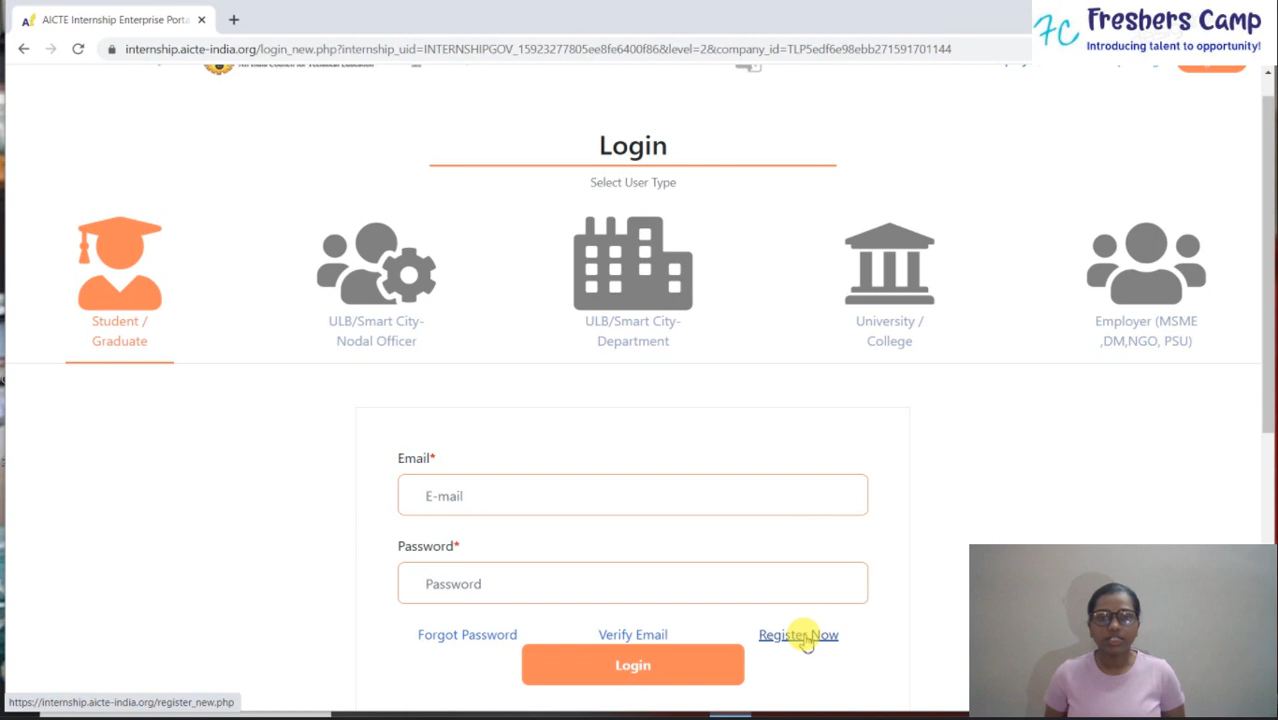 AICTE Internship Enterprise Porta
Freshers Camp
Introducing talent to opportunity!
internship.aicte-india.org/login_new.php?internship_uid=INTERNSHIPGOV_15923277805ee8fe6400f86&level=2&company_id=TLP5edf6e98ebb271591701144
Login
Select User Type
Student /
Graduate
ULB/Smart City-
Nodal Officer
ULB/Smart City-
Department
University /
College
Employer (MSME
,DM,NGO, PSU)
Email*
E-mail
Password*
Password
Forgot Password
Verify Email
Register Now
Login
https://internship.aicte-india.org/register_new.php